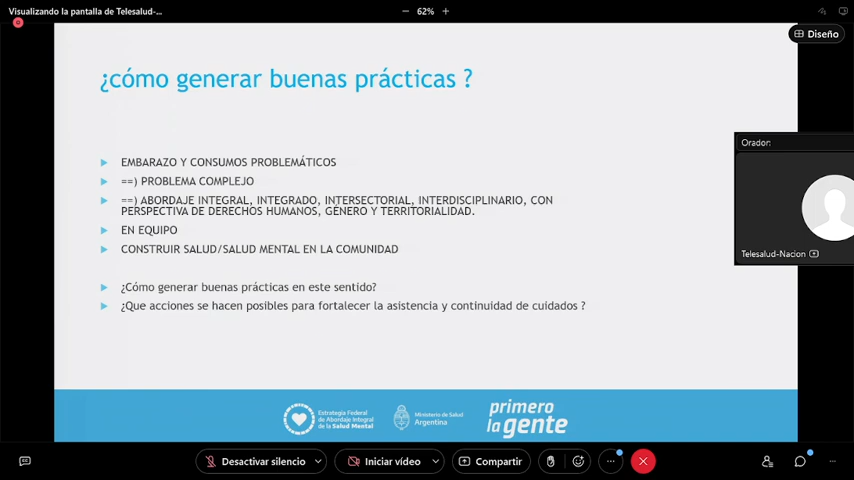 Visualizando la pantalla de Telesalud-...
62%
Diseño
¿cómo generar buenas prácticas ?
Orador:
EMBARAZO Y CONSUMOS PROBLEMÁTICOS
==) PROBLEMA COMPLEJO
==) ABORDAJE INTEGRAL, INTEGRADO, INTERSECTORIAL, INTERDISCIPLINARIO, CON
PERSPECTIVA DE DERECHOS HUMANOS, GÉNERO Y TERRITORIALIDAD.
EN EQUIPO
CONSTRUIR SALUD/SALUD MENTAL EN LA COMUNIDAD
Telesalud-Nacion
¿Cómo generar buenas prácticas en este sentido?
¿Que acciones se hacen posibles para fortalecer la asistencia y continuidad de cuidados ?
Estrategia Federal
de Abordaje Integral
de la Salud Mental
Ministerio de Salud
Argentina
primero
la gente
Desactivar silencio
Iniciar vídeo
Compartir